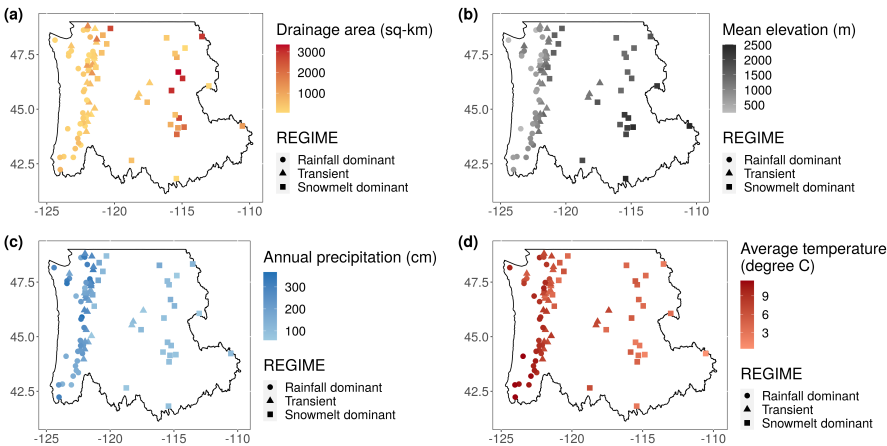 (a)
47.5
45.0
42.5
-125
-120
-115
-110
Drainage area (sq-km)
3000
2000
1000
REGIME
Rainfall dominant
Transient
Snowmelt dominant
(b)
47.5
45.0
42.5
-125
-120
-115
-110
Mean elevation (m)
2500
2000
1500
1000
500
REGIME
Rainfall dominant
Transient
Snowmelt dominant
(c)
47.5
45.0
42.5
-125
-120
-115
-110
Annual precipitation (cm)
300
200
100
REGIME
Rainfall dominant
Transient
Snowmelt dominant
(d)
47.5
45.0
42.5
-125
-120
-115
-110
Average temperature
(degree C)
9
6
3
REGIME
Rainfall dominant
Transient
Snowmelt dominant